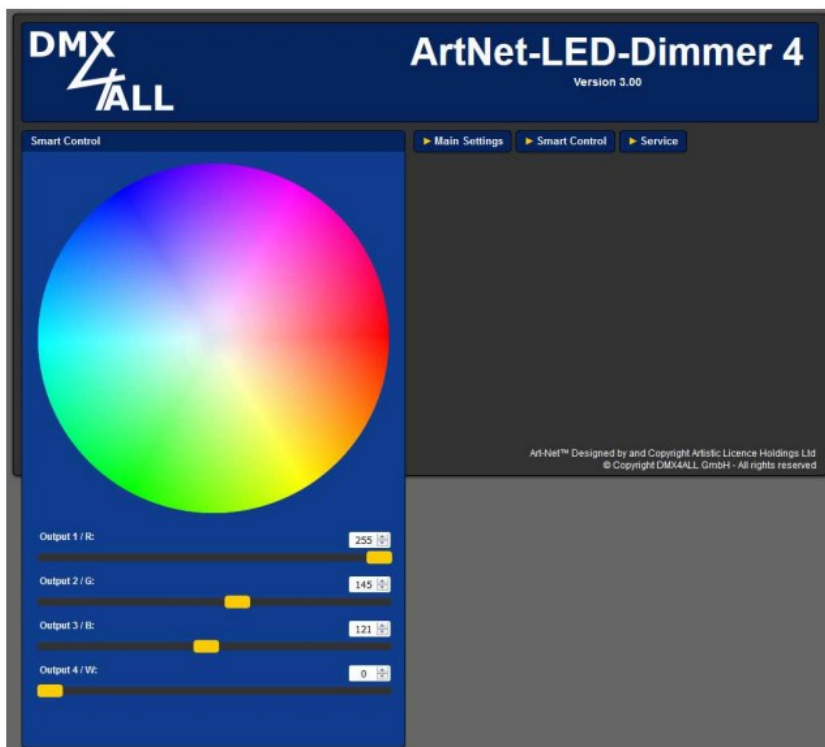 DMX
4
ALL
ArtNet-LED-Dimmer 4
Version 3.00
Smart Control
Main Settings
Smart Control
Service
Output 1 / R:
255
Output 2 / G:
145
Output 3 / B:
121
Output 4 / W:
0
Art-Net™ Designed by and Copyright Artistic Licence Holdings Ltd
© Copyright DMX4ALL GmbH - All rights reserved